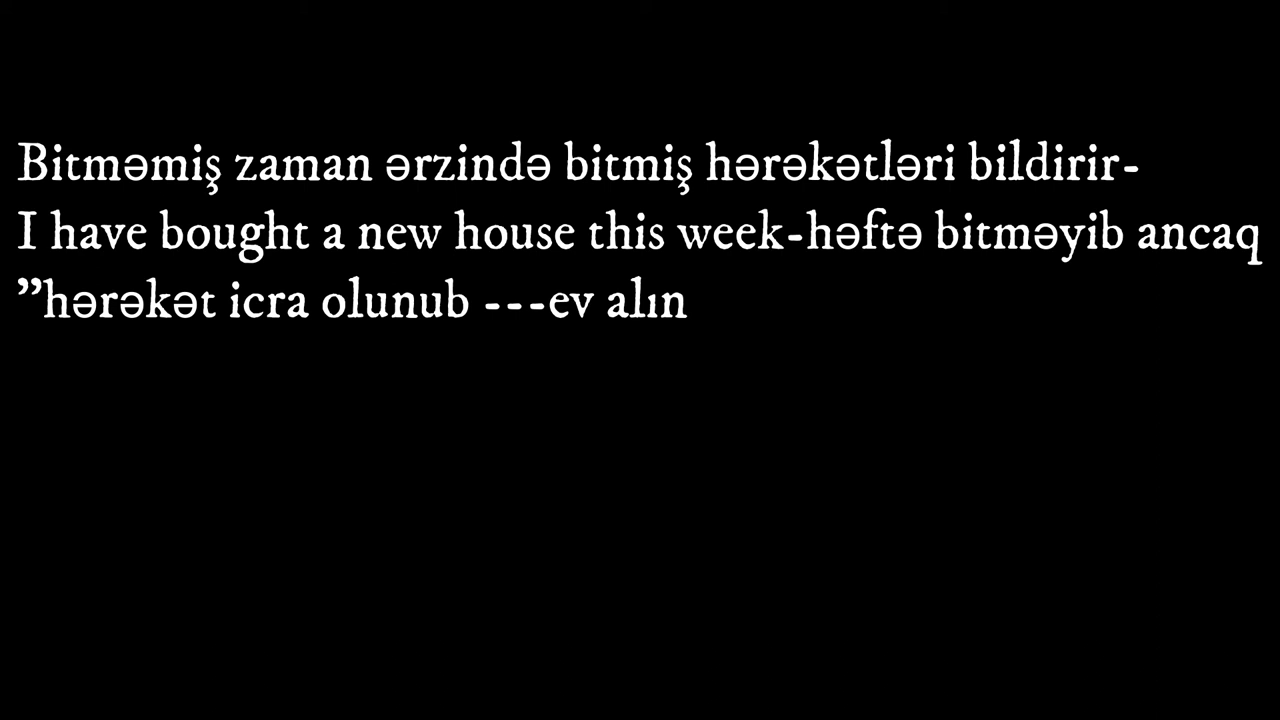 Bitməmiş zaman ərzində bitmiş hərəkətləri bildirir-
I have bought a new house this week-həftə bitməyib ancaq
”hərəkət icra olunub ---ev alın